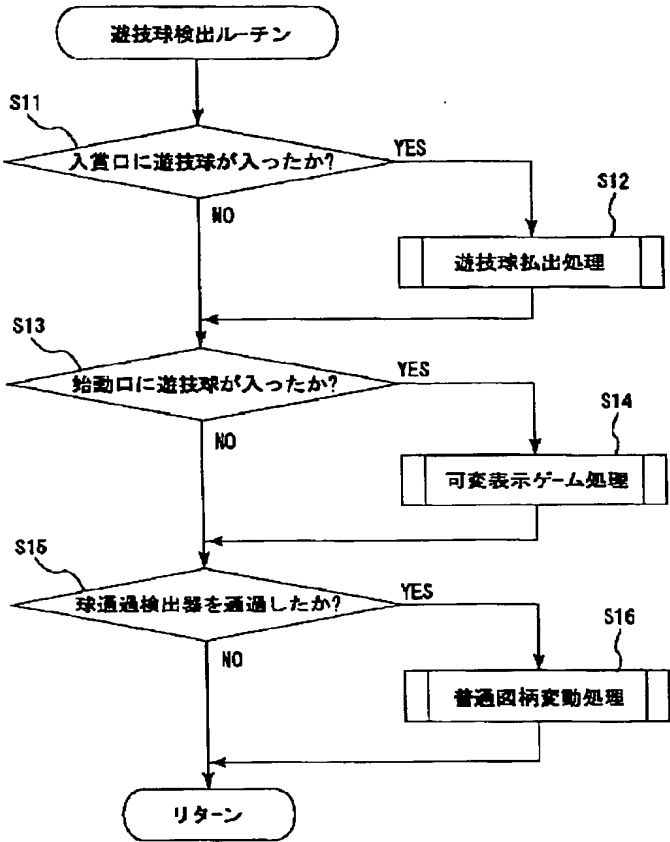 遊技球検出ルーチン
S11
入賞口に遊技球が入ったか?
YES
NO
S12
遊技球払出処理
S13
始動口に遊技球が入ったか?
YES
NO
S14
可変表示ゲーム処理
S15
球通過検出器を通過したか?
YES
NO
S16
普通図柄変動処理
リターン